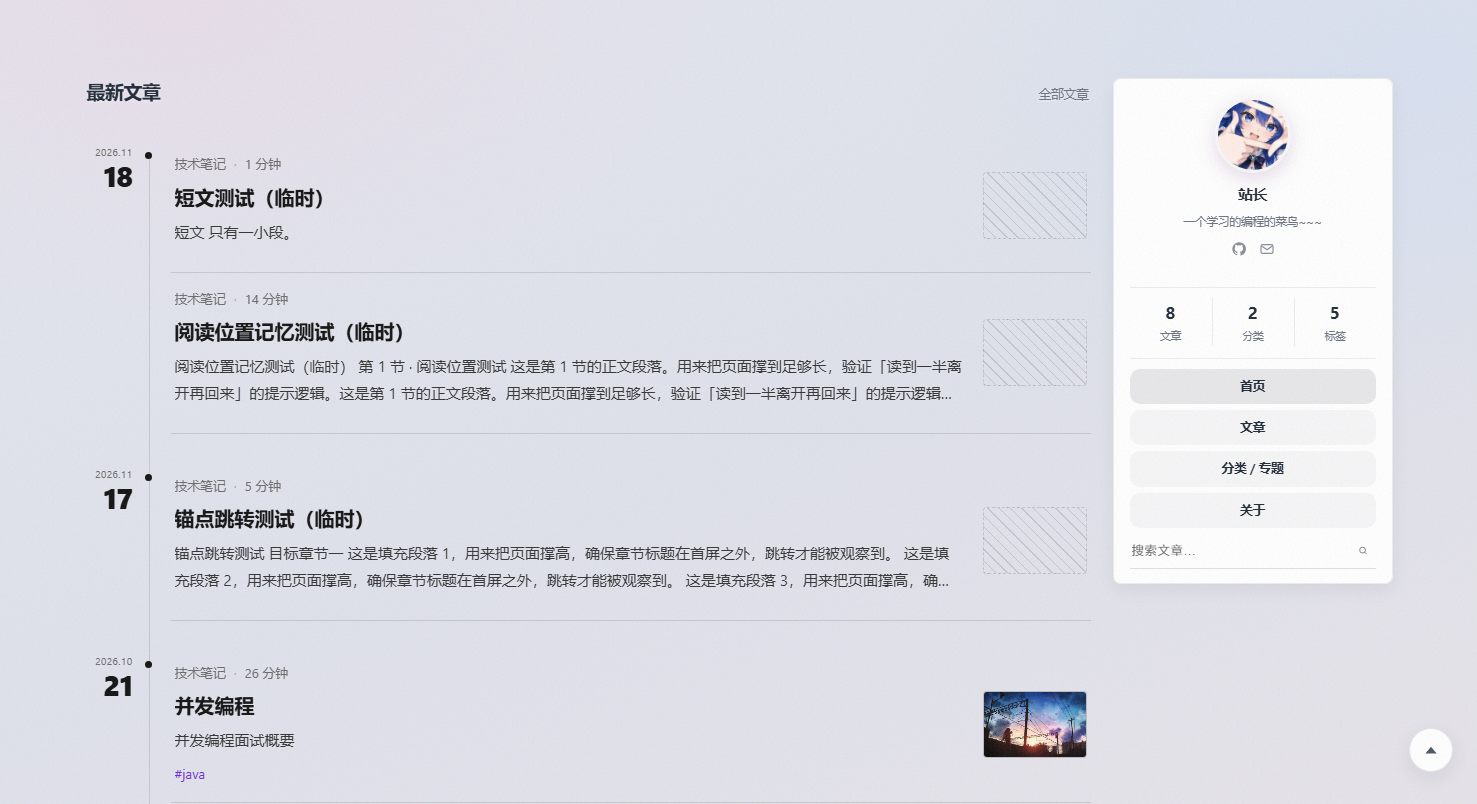 最新文章
全部文章
2026.11
18
技术笔记 · 1 分钟
短文测试（临时）
短文 只有一小段。
技术笔记 · 14 分钟
阅读位置记忆测试（临时）
阅读位置记忆测试（临时） 第 1 节 · 阅读位置测试 这是第 1 节的正文段落。用来把页面撑到足够长，验证「读到一半离
开再回来」的提示逻辑。这是第 1 节的正文段落。用来把页面撑到足够长，验证「读到一半离开再回来」的提示逻辑...
2026.11
17
技术笔记 · 5 分钟
锚点跳转测试（临时）
锚点跳转测试 目标章节一 这是填充段落 1，用来把页面撑高，确保章节标题在首屏之外，跳转才能被观察到。 这是填
充段落 2，用来把页面撑高，确保章节标题在首屏之外，跳转才能被观察到。 这是填充段落 3，用来把页面撑高，确...
2026.10
21
技术笔记 · 26 分钟
并发编程
并发编程面试概要
#java
站长
一个学习的编程的菜鸟~~~
8
文章
2
分类
5
标签
首页
文章
分类 / 专题
关于
搜索文章...